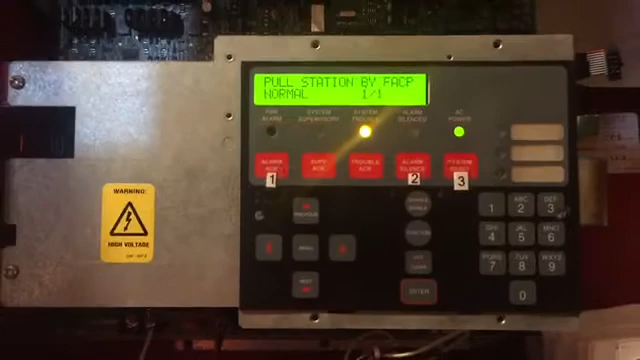 PULL STATION BY FACP
NORMAL 1/1
FIRE ALARM
SYSTEM SUPERVISORY
SYSTEM TROUBLE
ALARM SILENCED
AC POWER
ALARM ACK
SUPV ACK
TROUBLE ACK
ALARM SILENCE
SYSTEM RESET
1
2
3
WARNING:
HIGH VOLTAGE
PREVIOUS
MENU
NEXT
FUNCTION
ENTER
1
ABC 2
DEF 3
GHI 4
JKL 5
MNO 6
PQRS 7
TUV 8
WXYZ 9
0